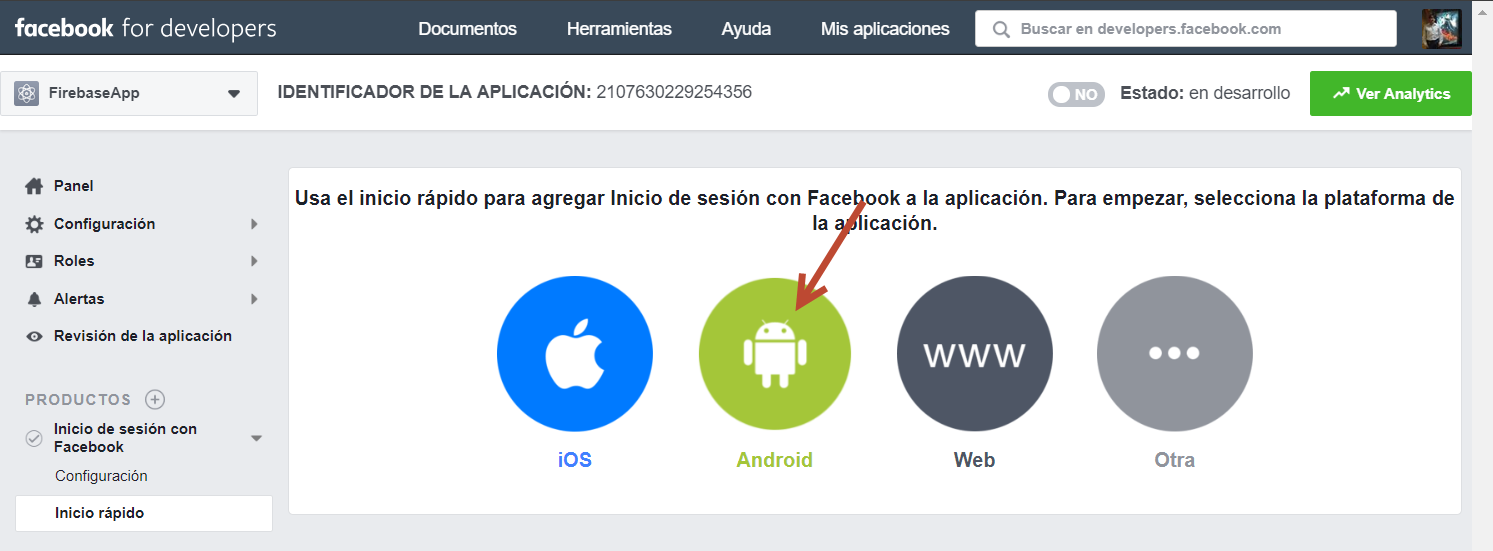 facebook for developers
Documentos
Herramientas
Ayuda
Mis aplicaciones
Buscar en developers.facebook.com
FirebaseApp
IDENTIFICADOR DE LA APLICACIÓN: 2107630229254356
NO
Estado: en desarrollo
Ver Analytics
Panel
Configuración
Roles
Alertas
Revisión de la aplicación
PRODUCTOS
Inicio de sesión con
Facebook
Configuración
Inicio rápido
Usa el inicio rápido para agregar Inicio de sesión con Facebook a la aplicación. Para empezar, selecciona la plataforma de
la aplicación.
www
iOS
Android
Web
Otra